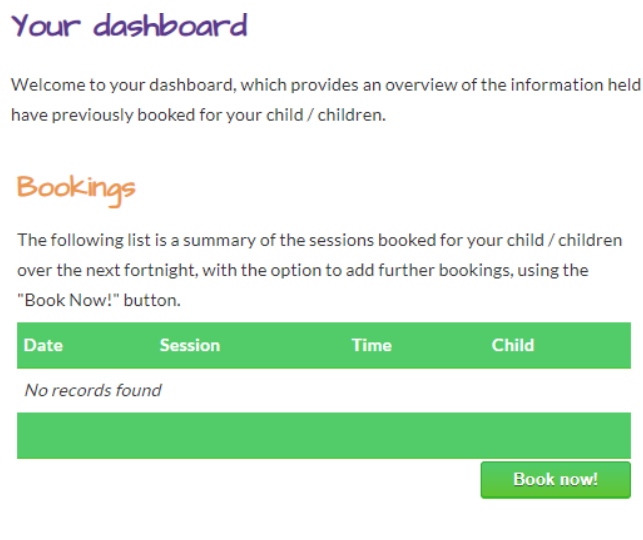 Your dashboard
Welcome to your dashboard, which provides an overview of the information held
have previously booked for your child / children.
Bookings
The following list is a summary of the sessions booked for your child / children
over the next fortnight, with the option to add further bookings, using the
"Book Now!" button.
Date Session Time Child
No records found
Book now!